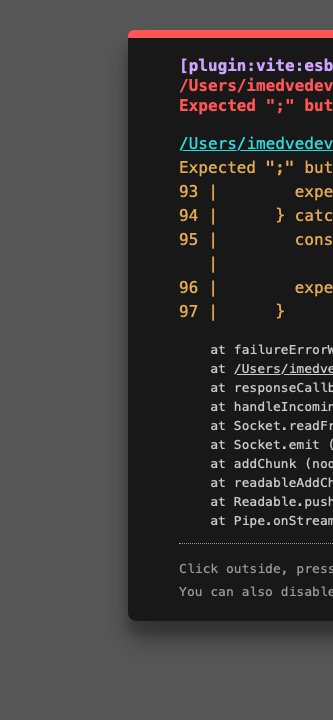 [plugin:vite:esb
/Users/imedvedev
Expected ";" but
/Users/imedvedev
Expected ";" but
93 |        expe
94 |      } catc
95 |        cons
   |
96 |        expe
97 |      }
at failureErrorW
at /Users/imedve
at responseCallb
at handleIncomin
at Socket.readFr
at Socket.emit (
at addChunk (nod
at readableAddCh
at Readable.push
at Pipe.onStream
Click outside, press
You can also disable